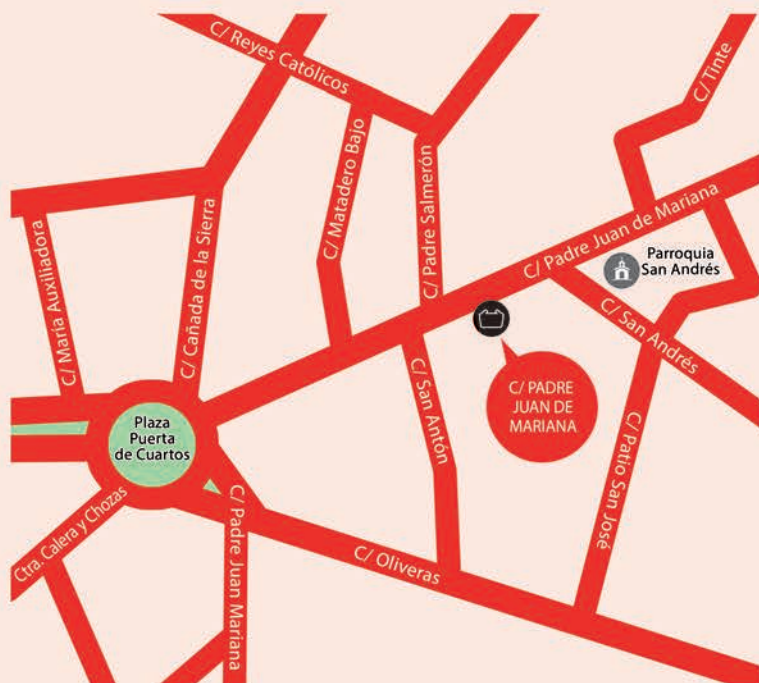 C/ Reyes Católicos
C/ Tinte
C/ Matadero Bajo
C/ Padre Salmerón
C/ Padre Juan de Mariana
Parroquia
San Andrés
C/ María Auxiliadora
C/ Cañada de la Sierra
C/ San Andrés
C/ San Antón
C/ PADRE
JUAN DE
MARIANA
Plaza
Puerta
de Cuartos
C/ Patio San José
Ctra. Calera y Chozas
C/ Padre Juan Mariana
C/ Oliveras